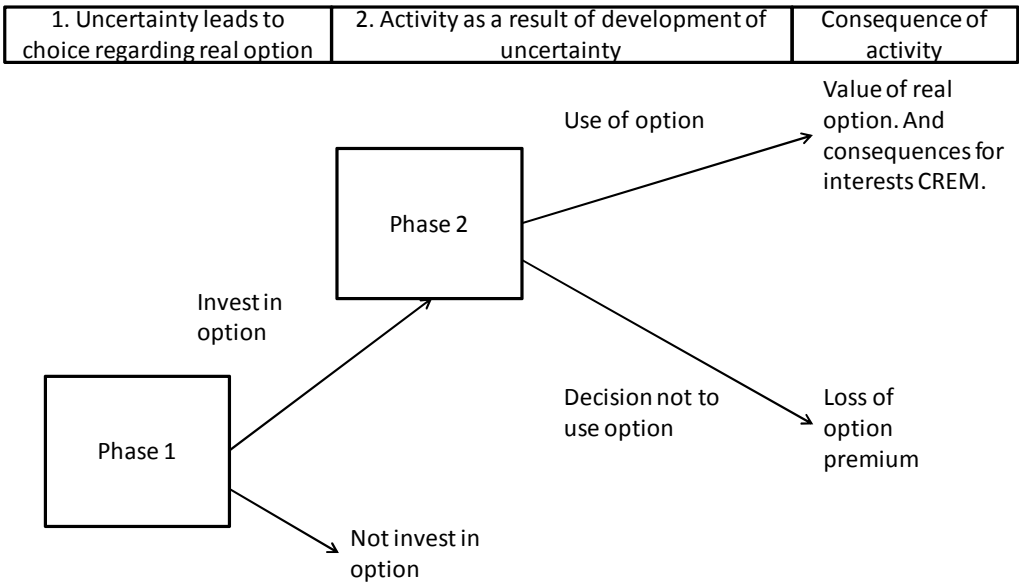 1. Uncertainty leads to
choice regarding real option
2. Activity as a result of development of
uncertainty
Consequence of
activity
Value of real
option. And
consequences for
interests CREM.
Use of option
Phase 2
Invest in
option
Decision not to
use option
Loss of
option
premium
Phase 1
Not invest in
option